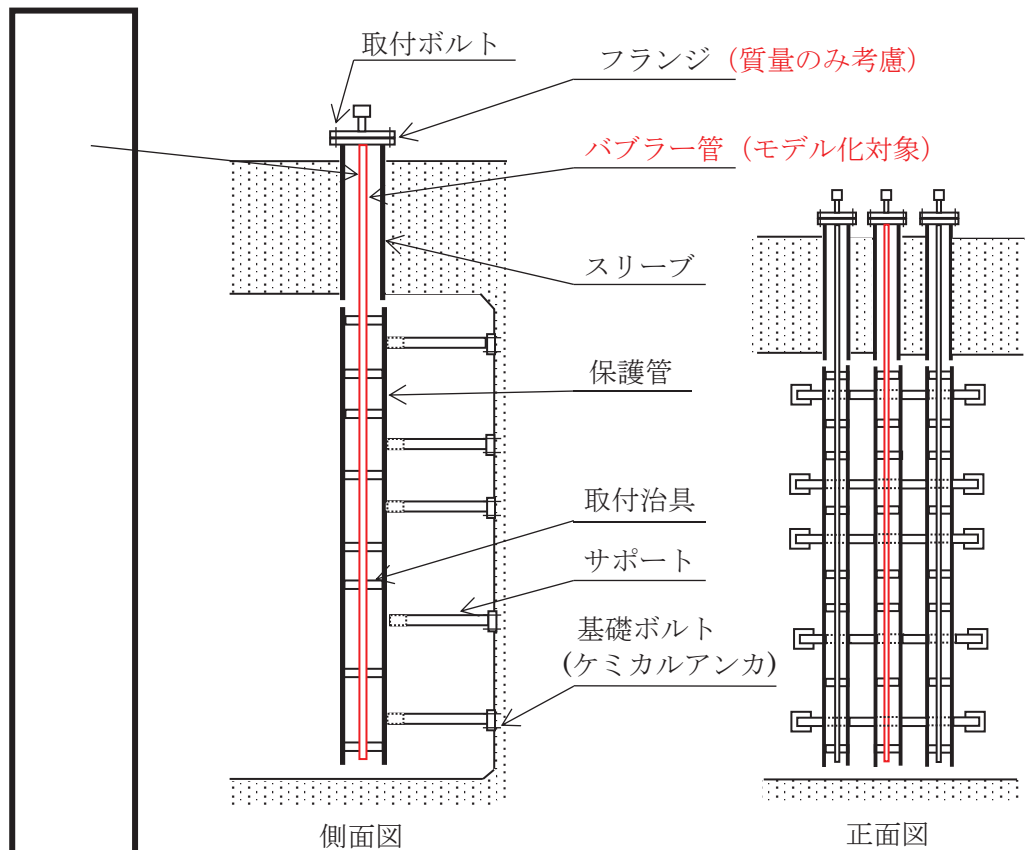 取付ボルト
フランジ（質量のみ考慮）
バブラー管（モデル化対象）
スリーブ
保護管
取付治具
サポート
基礎ボルト
(ケミカルアンカ)
側面図
正面図